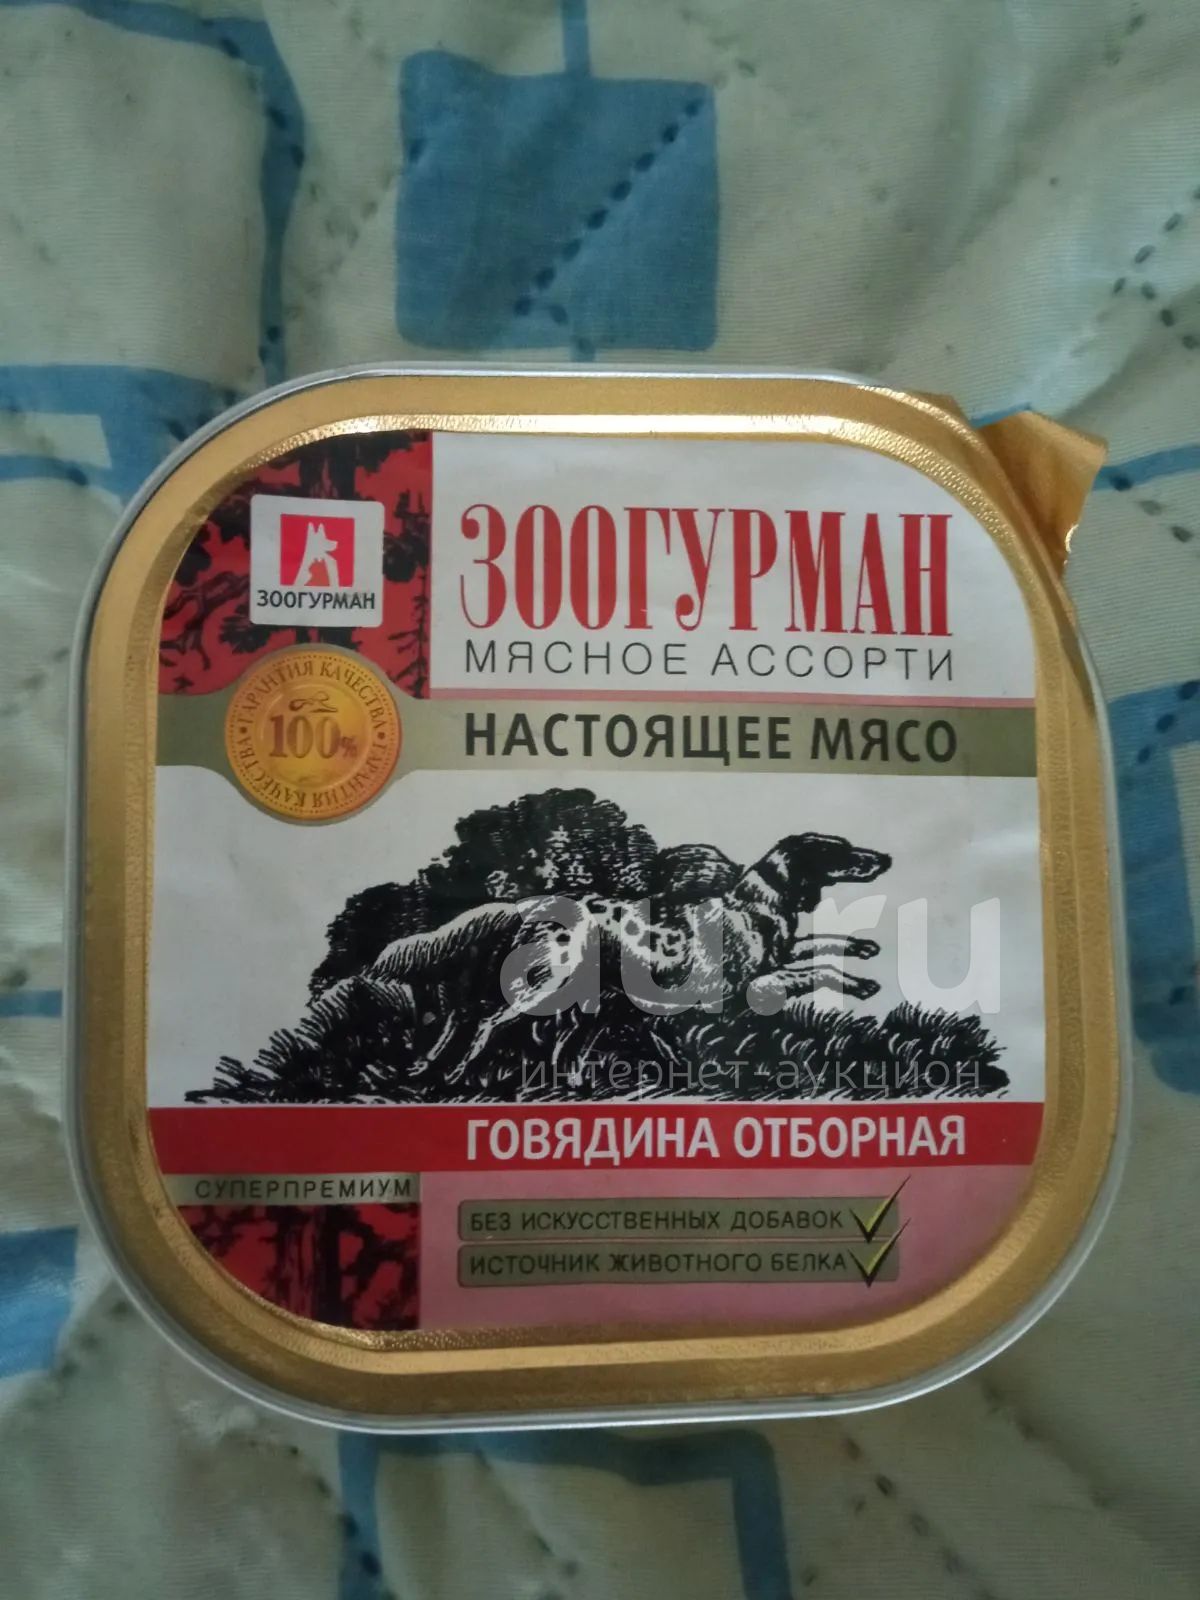 ЗООГУРМАН
ЗООГУРМАН
МЯСНОЕ АССОРТИ
ГАРАНТИЯ КАЧЕСТВА • ГАРАНТИЯ КАЧЕСТВА •
100%
НАСТОЯЩЕЕ МЯСО
au.ru
интернет-аукцион
ГОВЯДИНА ОТБОРНАЯ
СУПЕРПРЕМИУМ
БЕЗ ИСКУССТВЕННЫХ ДОБАВОК
ИСТОЧНИК ЖИВОТНОГО БЕЛКА